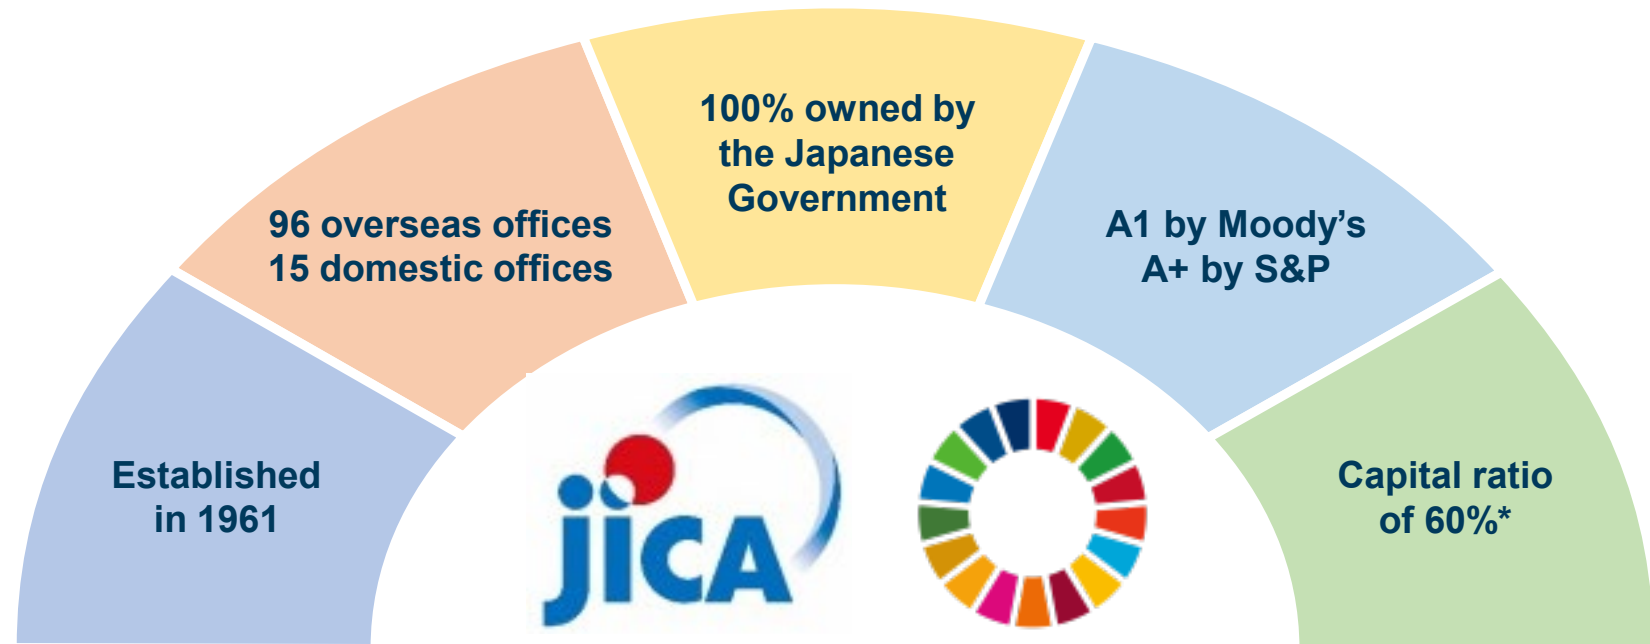 Established
in 1961
96 overseas offices
15 domestic offices
100% owned by
the Japanese
Government
A1 by Moody’s
A+ by S&P
Capital ratio
of 60%*
jICA